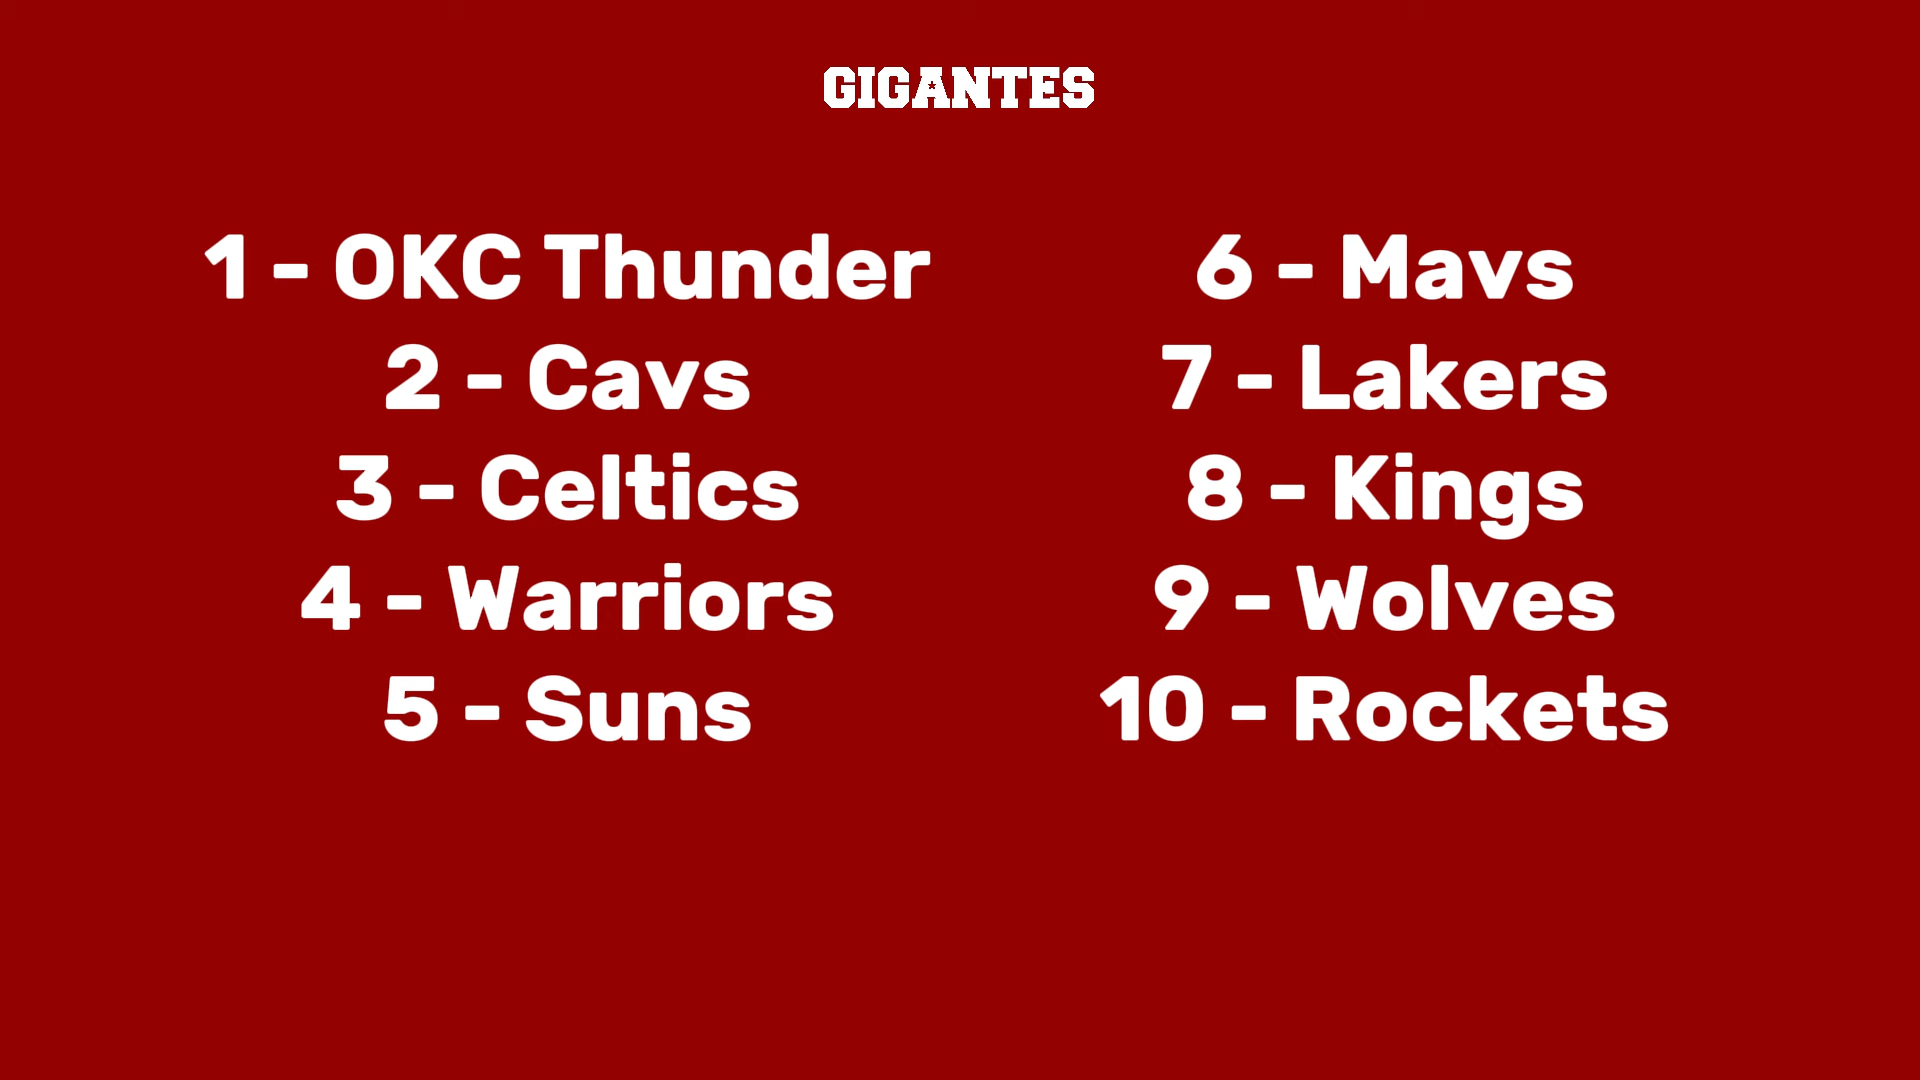 GIGANTES
1 - OKC Thunder
2 - Cavs
3 - Celtics
4 - Warriors
5 - Suns
6 - Mavs
7 - Lakers
8 - Kings
9 - Wolves
10 - Rockets